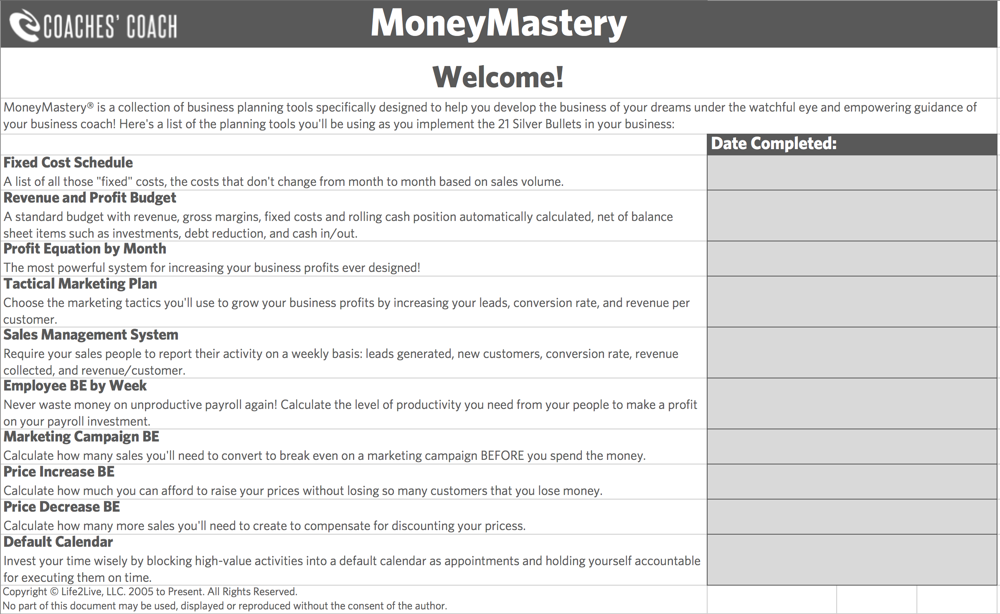 COACHES' COACH
MoneyMastery
Welcome!
MoneyMastery® is a collection of business planning tools specifically designed to help you develop the business of your dreams under the watchful eye and empowering guidance of
your business coach! Here's a list of the planning tools you'll be using as you implement the 21 Silver Bullets in your business:
Date Completed:
Fixed Cost Schedule
A list of all those "fixed" costs, the costs that don't change from month to month based on sales volume.
Revenue and Profit Budget
A standard budget with revenue, gross margins, fixed costs and rolling cash position automatically calculated, net of balance
sheet items such as investments, debt reduction, and cash in/out.
Profit Equation by Month
The most powerful system for increasing your business profits ever designed!
Tactical Marketing Plan
Choose the marketing tactics you'll use to grow your business profits by increasing your leads, conversion rate, and revenue per
customer.
Sales Management System
Require your sales people to report their activity on a weekly basis: leads generated, new customers, conversion rate, revenue
collected, and revenue/customer.
Employee BE by Week
Never waste money on unproductive payroll again! Calculate the level of productivity you need from your people to make a profit
on your payroll investment.
Marketing Campaign BE
Calculate how many sales you'll need to convert to break even on a marketing campaign BEFORE you spend the money.
Price Increase BE
Calculate how much you can afford to raise your prices without losing so many customers that you lose money.
Price Decrease BE
Calculate how many more sales you'll need to create to compensate for discounting your pricess.
Default Calendar
Invest your time wisely by blocking high-value activities into a default calendar as appointments and holding yourself accountable
for executing them on time.
Copyright © Life2Live, LLC. 2005 to Present. All Rights Reserved.
No part of this document may be used, displayed or reproduced without the consent of the author.